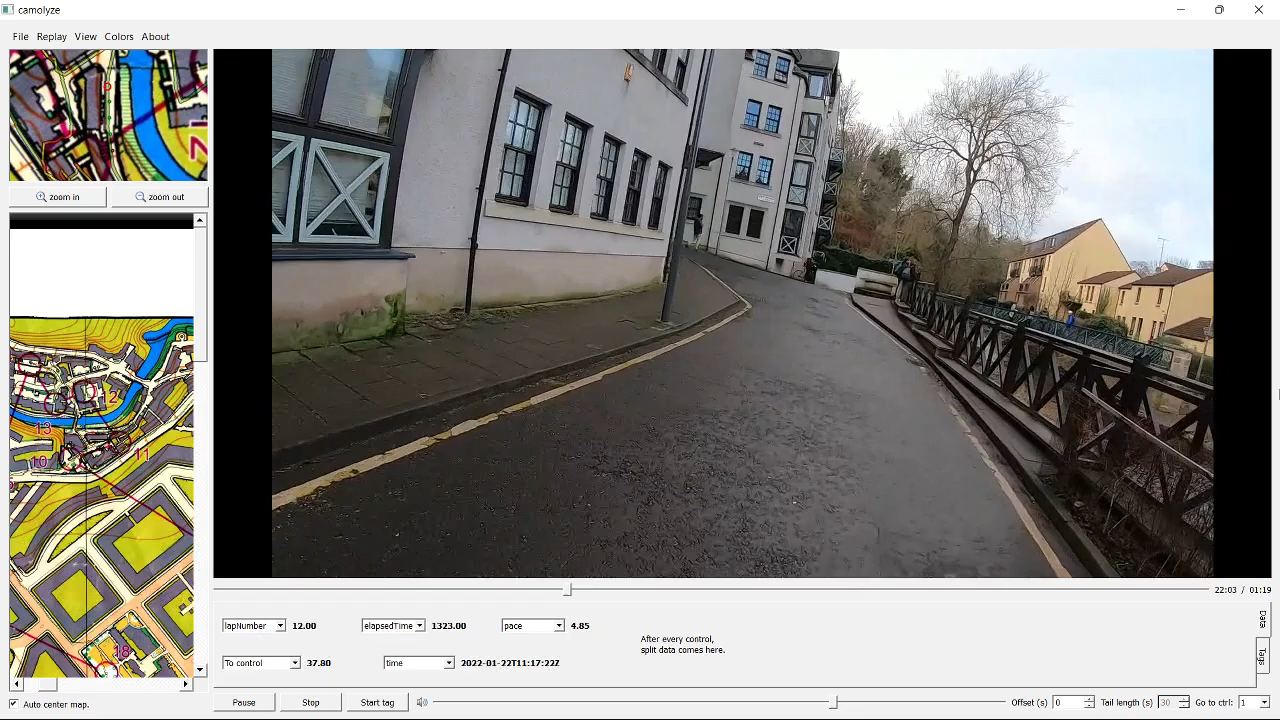 camolyze
File Replay View Colors About
zoom in zoom out
12
13
10
11
18
22:03 / 01:19
lapNumber 12.00 elapsedTime 1323.00 pace 4.85
After every control,
split data comes here.
To control 37.80 time 2022-01-22T11:17:22Z
Data
Tags
Auto center map.
Pause Stop Start tag Offset (s) 0 Tail length (s) 30 Go to ctrl: 1